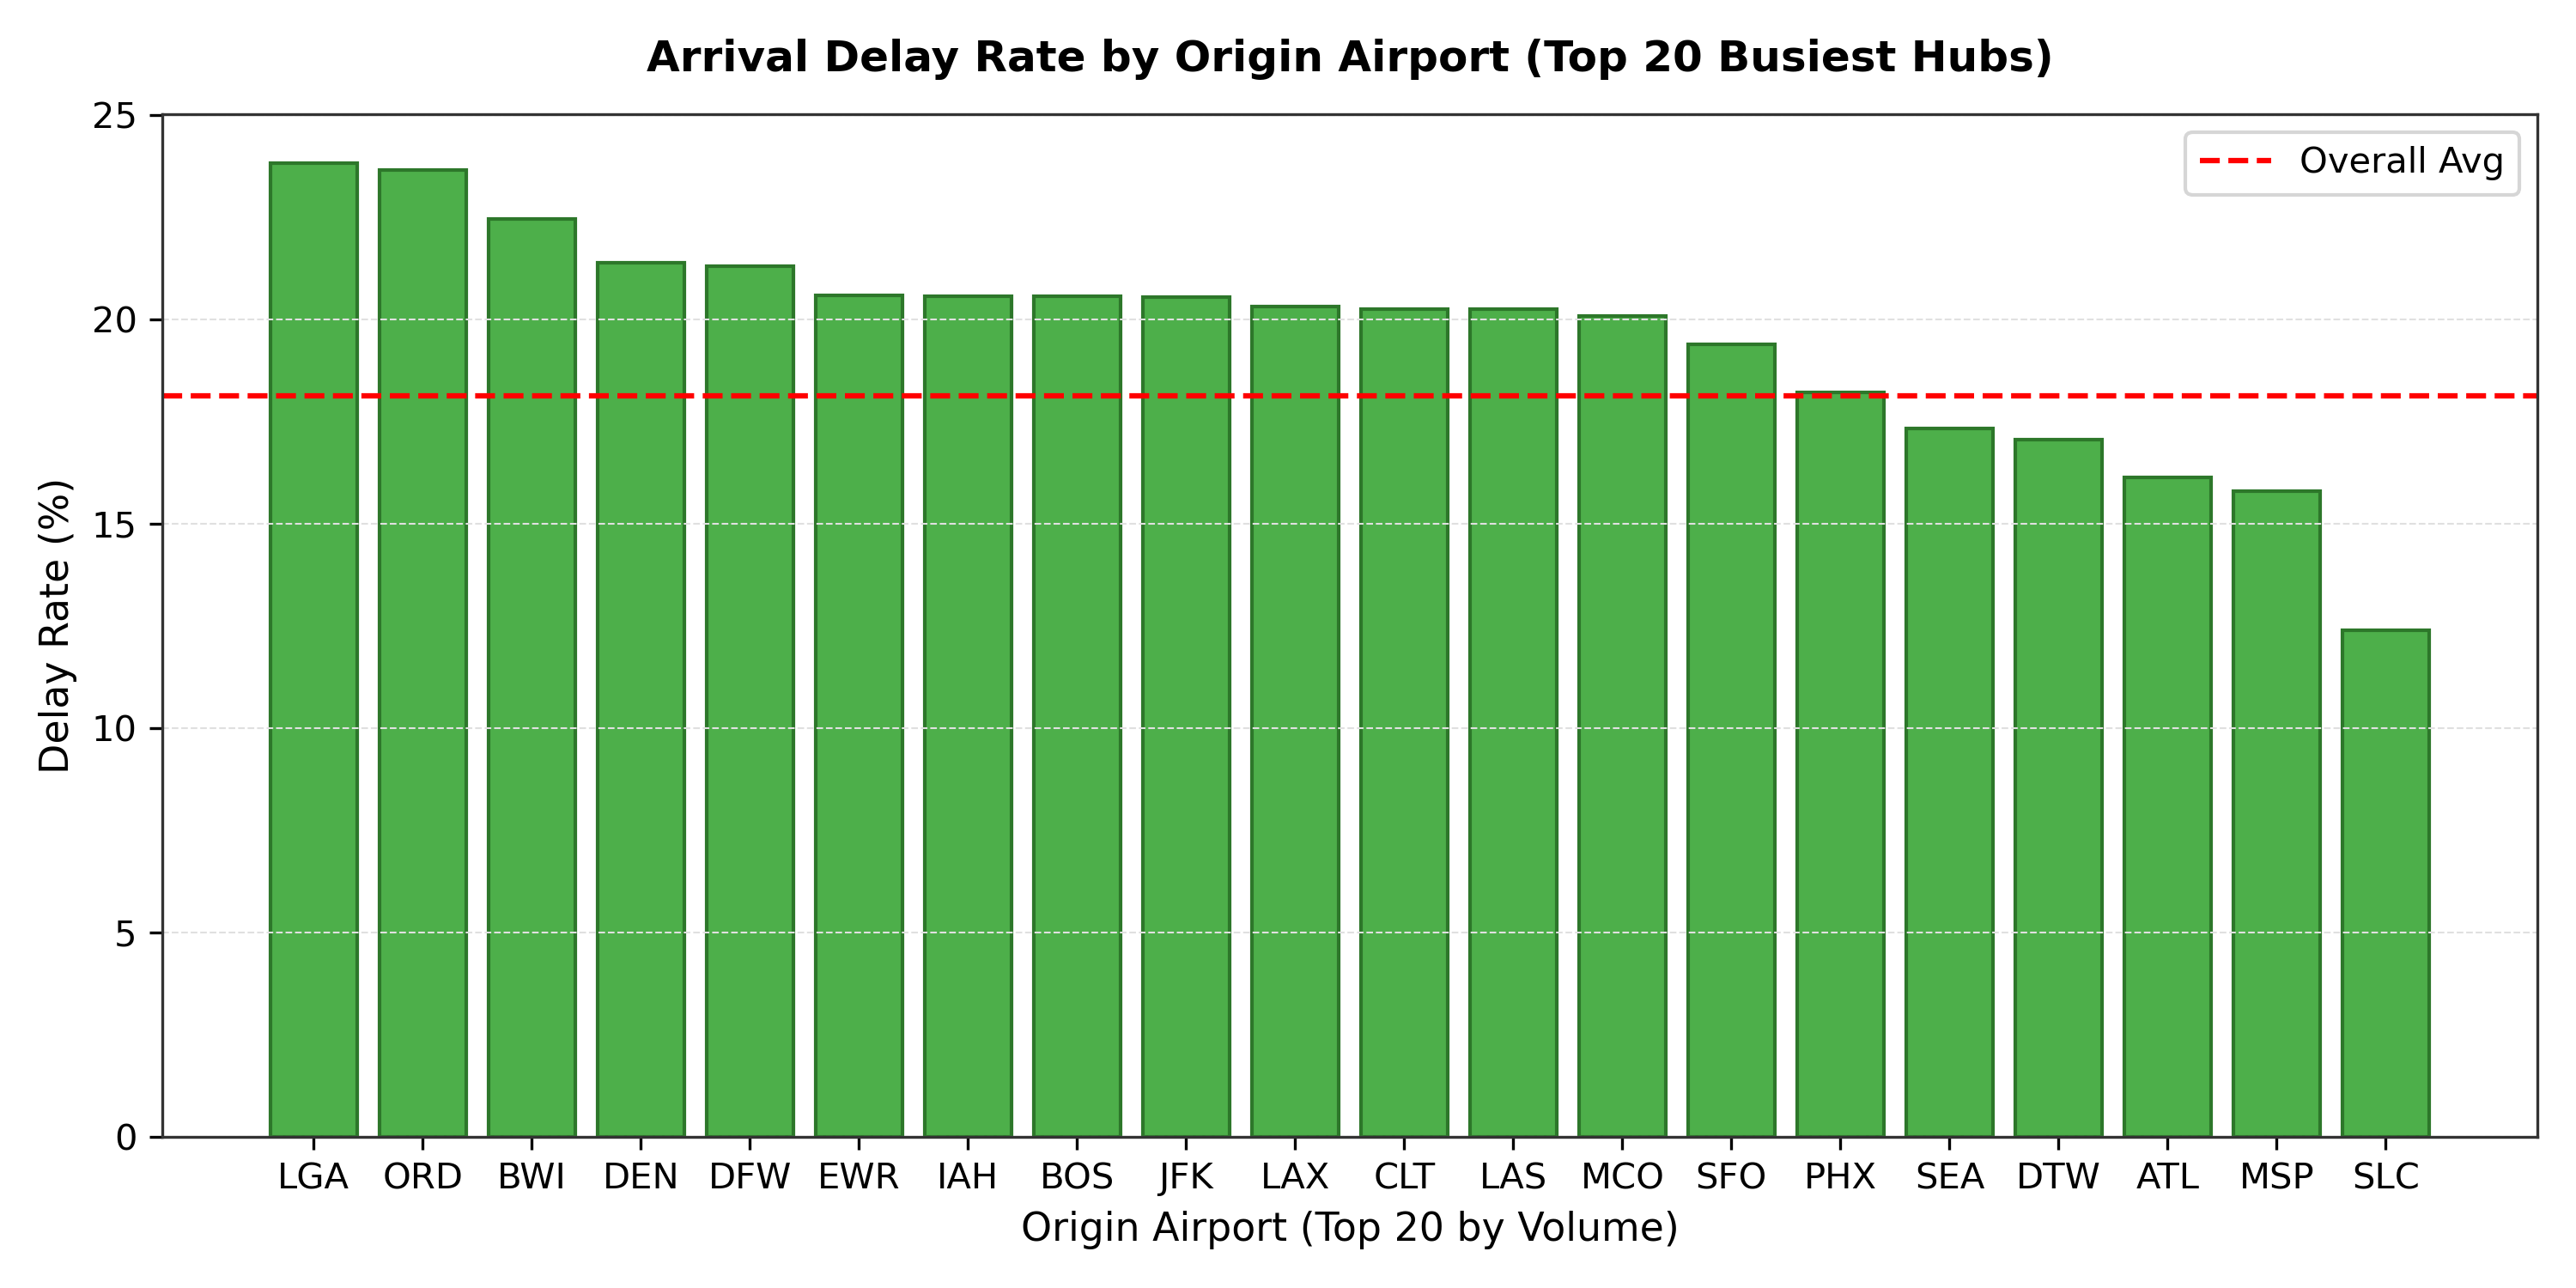 Arrival Delay Rate by Origin Airport (Top 20 Busiest Hubs)
Overall Avg
Delay Rate (%)
25
20
15
10
5
0
LGA ORD BWI DEN DFW EWR IAH BOS JFK LAX CLT LAS MCO SFO PHX SEA DTW ATL MSP SLC
Origin Airport (Top 20 by Volume)